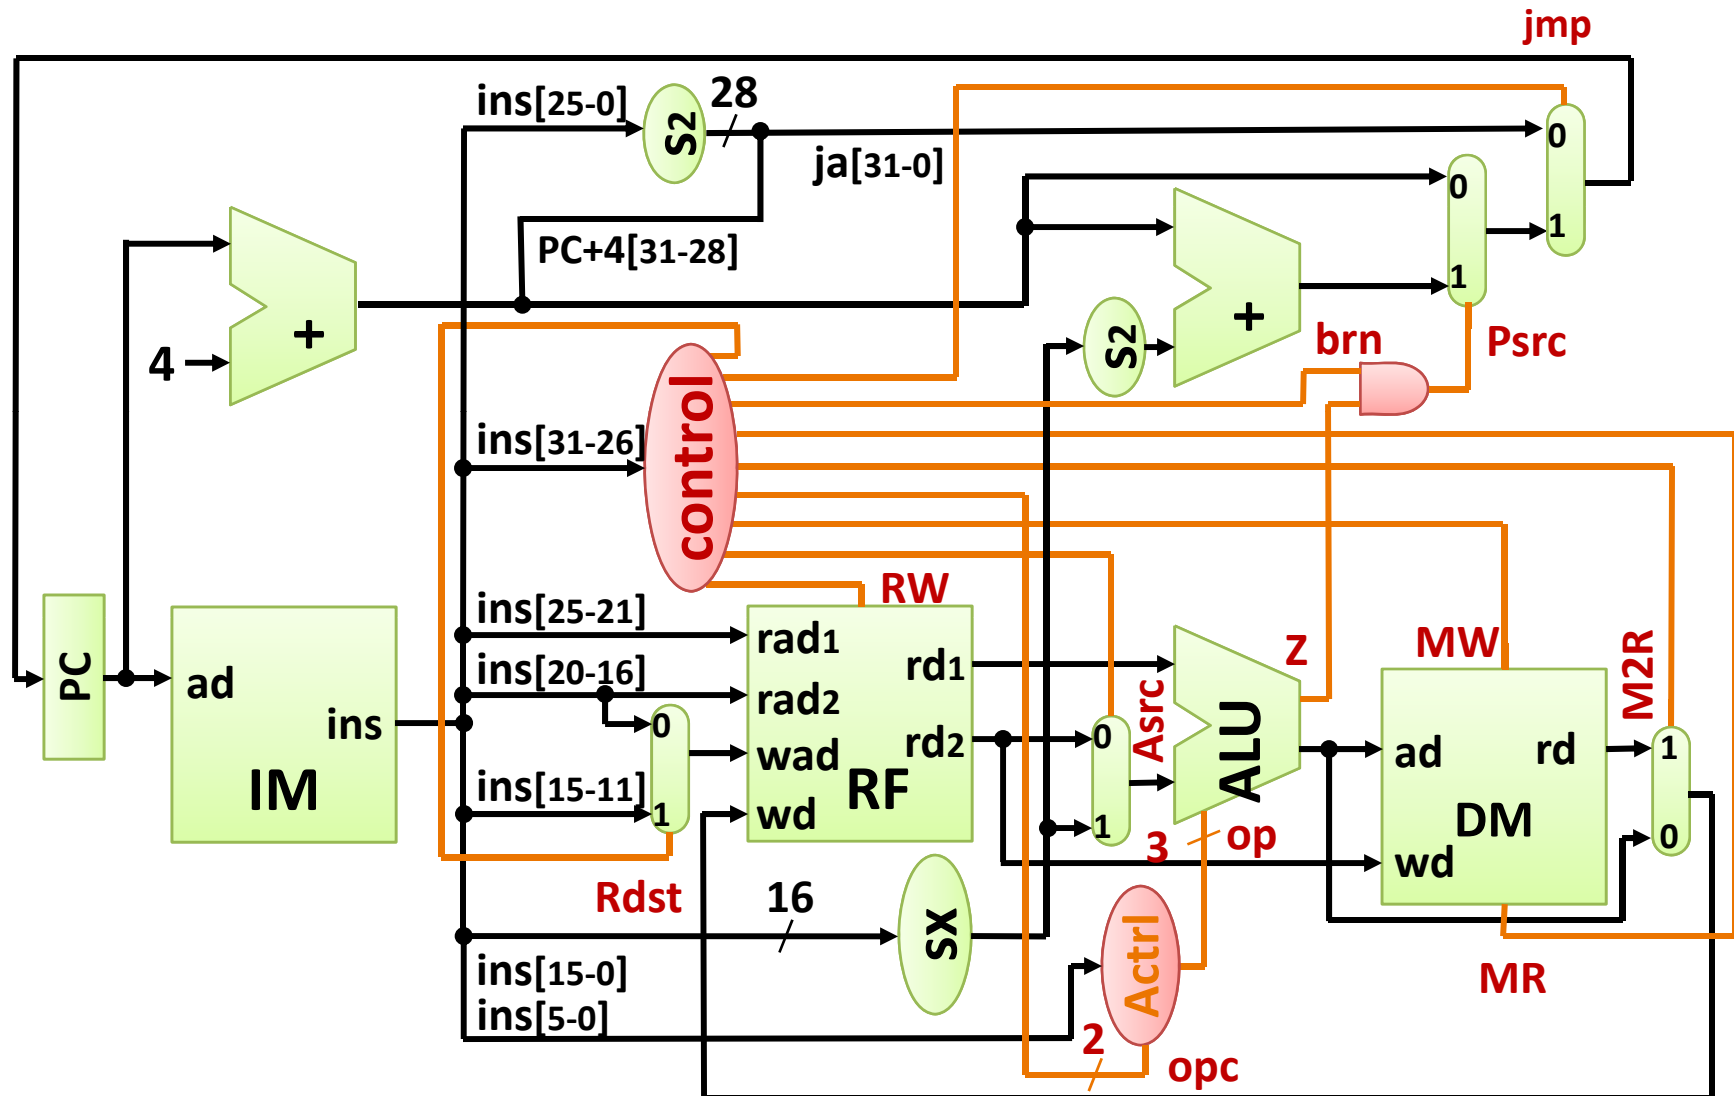 jmp
ins[25-0]
28
s2
0
ja[31-0]
0
PC+4[31-28]
1
1
+
4
+
s2
brn
Psrc
control
ins[31-26]
RW
ins[25-21]
rad1
rd1
Z
MW
M2R
PC
ad
ins[20-16]
rad2
ins
0
wad
rd2
0
Asrc
ALU
ad
rd
1
IM
ins[15-11]
1
wd
RF
1
3
op
DM
wd
0
Rdst
16
sx
Actrl
ins[15-0]
MR
ins[5-0]
2
opc